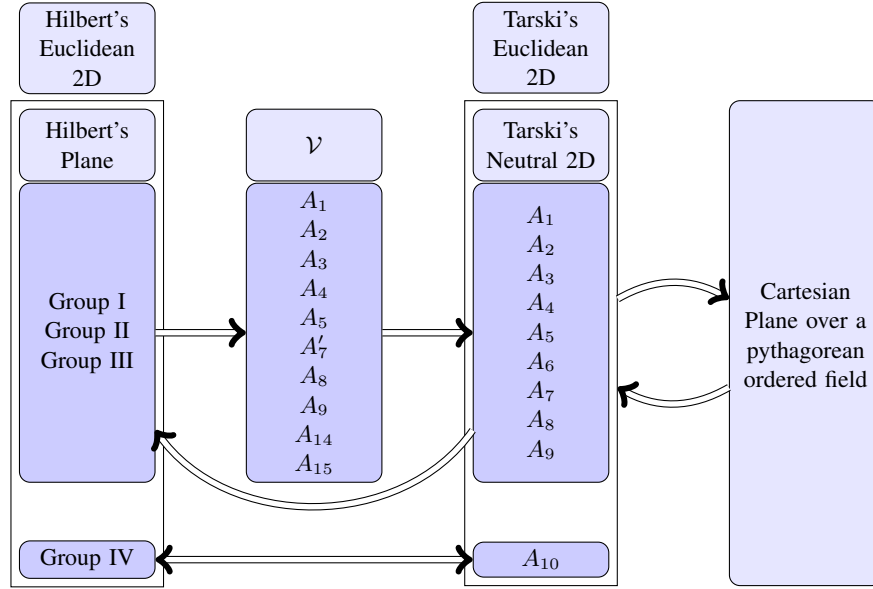 Hilbert's
Euclidean
2D
Tarski's
Euclidean
2D
Hilbert's
Plane
𝒱
Tarski's
Neutral 2D
Group I
Group II
Group III
A₁
A₂
A₃
A₄
A₅
A′₇
A₈
A₉
A₁₄
A₁₅
A₁
A₂
A₃
A₄
A₅
A₆
A₇
A₈
A₉
Cartesian
Plane over a
pythagorean
ordered field
Group IV
A₁₀